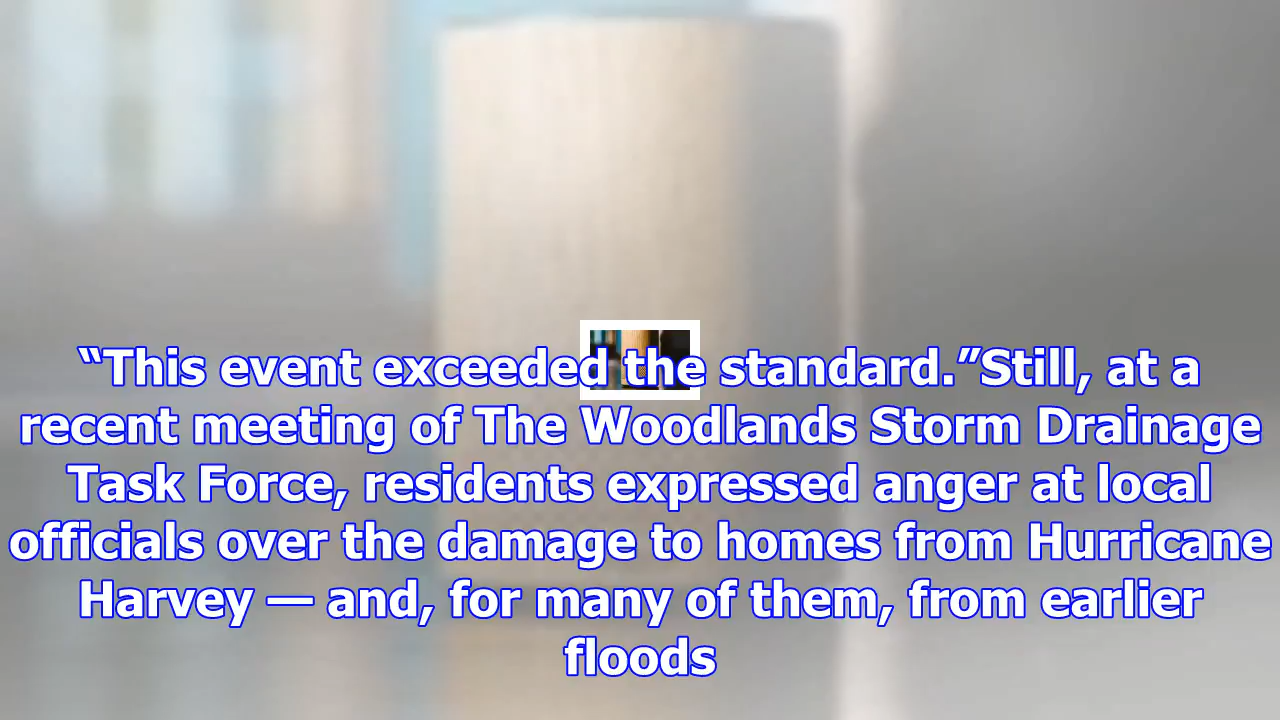 “This event exceeded the standard.”Still, at a
recent meeting of The Woodlands Storm Drainage
Task Force, residents expressed anger at local
officials over the damage to homes from Hurricane
Harvey — and, for many of them, from earlier
floods